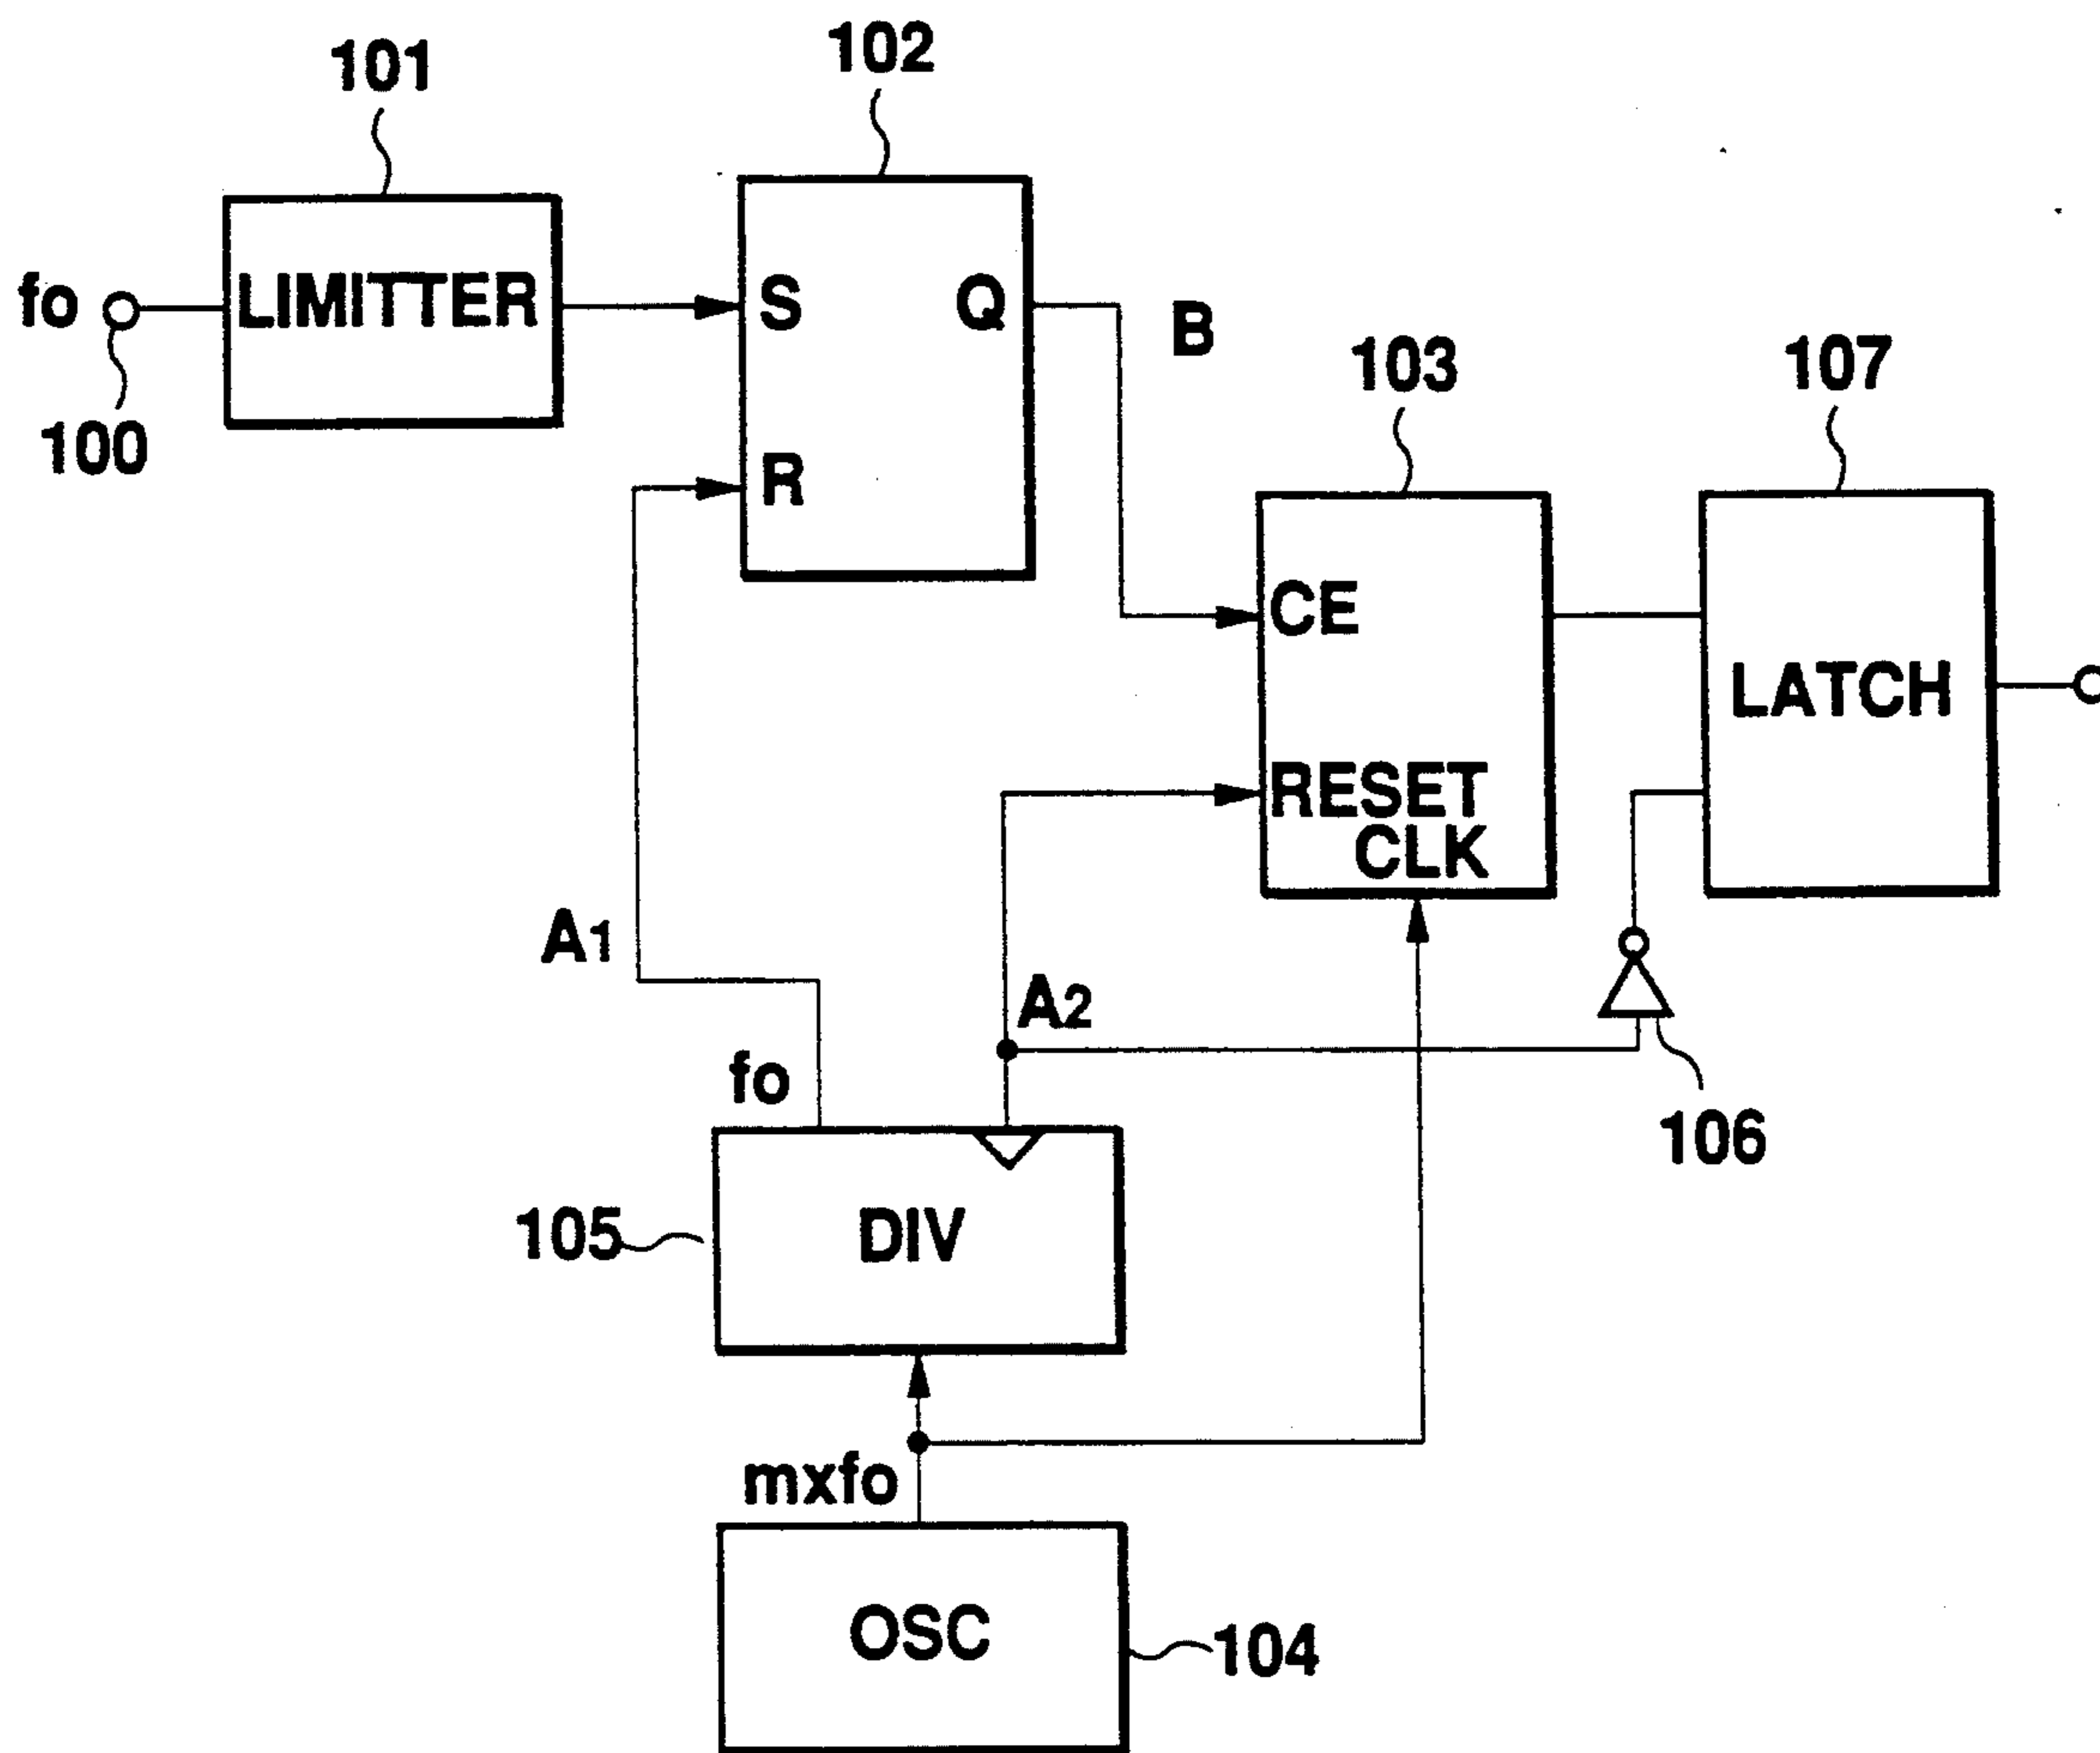 101
102
fo
LIMITTER
S
Q
B
100
R
103
107
CE
LATCH
RESET
CLK
A1
A2
fo
106
105
DIV
mxfo
OSC
104